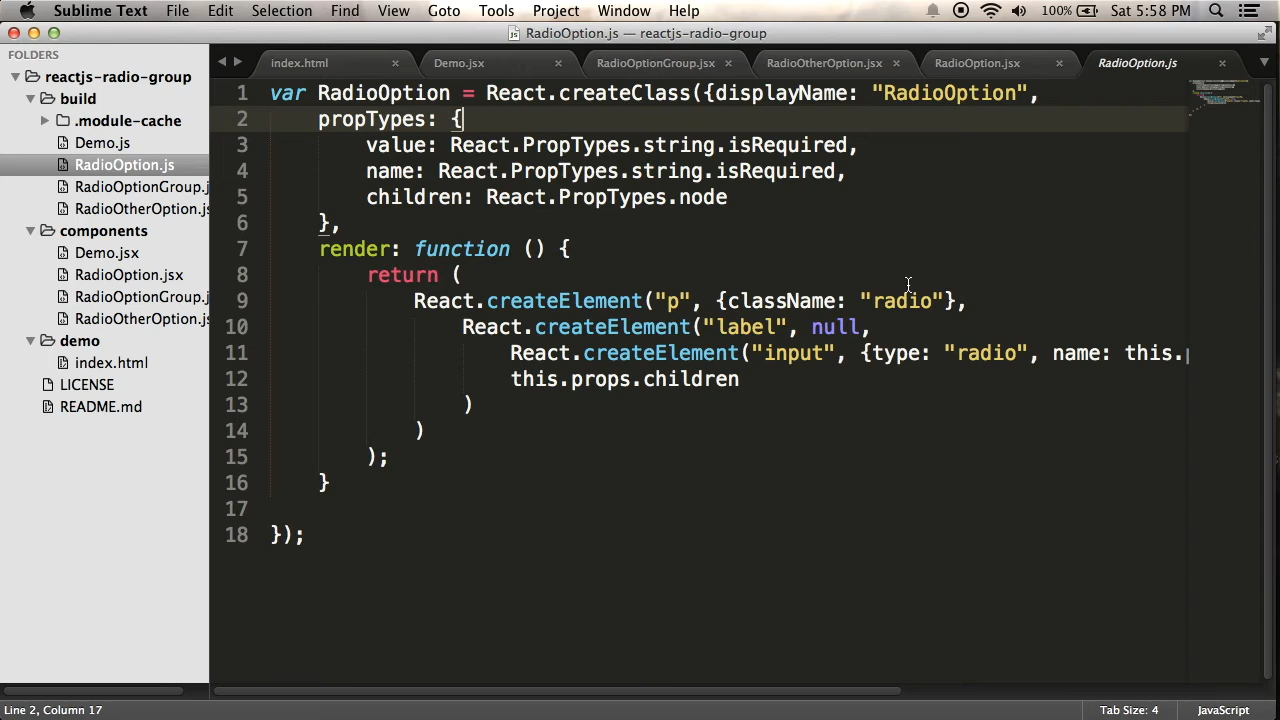 Sublime Text File Edit Selection Find View Goto Tools Project Window Help 100% Sat 5:58 PM
RadioOption.js — reactjs-radio-group
FOLDERS
reactjs-radio-group
build
.module-cache
Demo.js
RadioOption.js
RadioOptionGroup.j
RadioOtherOption.js
components
Demo.jsx
RadioOption.jsx
RadioOptionGroup.j
RadioOtherOption.js
demo
index.html
LICENSE
README.md
index.html × Demo.jsx × RadioOptionGroup.jsx × RadioOtherOption.jsx × RadioOption.jsx × RadioOption.js ×
1 var RadioOption = React.createClass({displayName: "RadioOption",
2 propTypes: {
3 value: React.PropTypes.string.isRequired,
4 name: React.PropTypes.string.isRequired,
5 children: React.PropTypes.node
6 },
7 render: function () {
8 return (
9 React.createElement("p", {className: "radio"},
10 React.createElement("label", null,
11 React.createElement("input", {type: "radio", name: this.p
12 this.props.children
13 )
14 )
15 );
16 }
17
18 });
Line 2, Column 17 Tab Size: 4 JavaScript